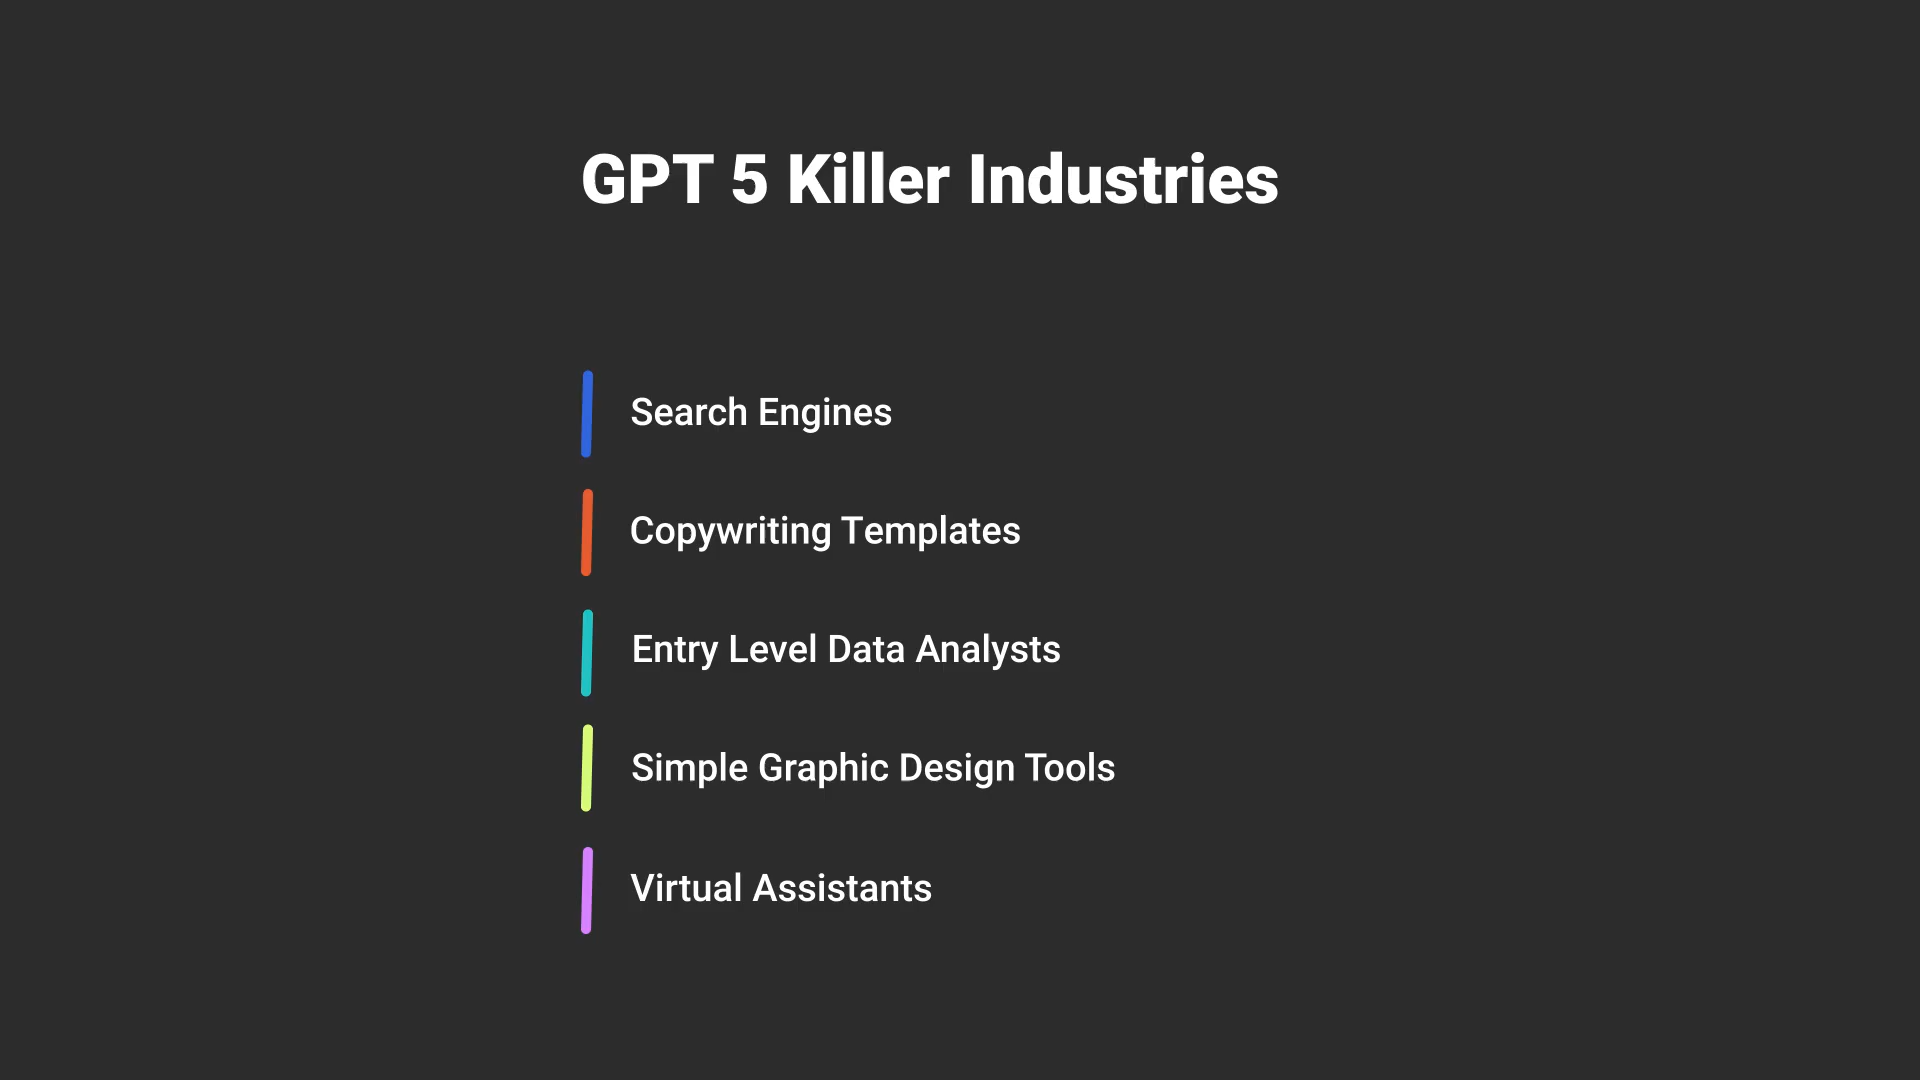 GPT 5 Killer Industries
Search Engines
Copywriting Templates
Entry Level Data Analysts
Simple Graphic Design Tools
Virtual Assistants